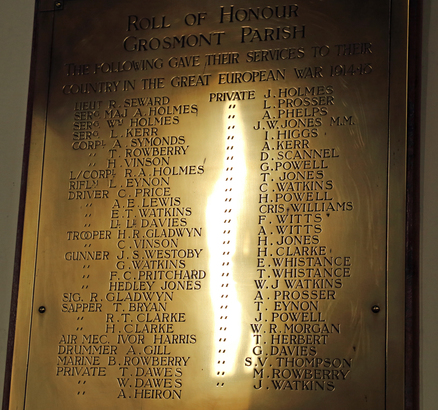 ROLL OF HONOUR
GROSMONT PARISH
THE FOLLOWING GAVE THEIR SERVICES TO THEIR
COUNTRY IN THE GREAT EUROPEAN WAR 1914-18
LIEUT R. SEWARD
SERG. MAJ A. HOLMES
SERG. WM HOLMES
SERG. L. KERR
CORPL A. SYMONDS
" T. ROWBERRY
" H. VINSON
L/CORPL R.A. HOLMES
RIFLN L. EYNON
DRIVER C. PRICE
" A.E. LEWIS
" E.T. WATKINS
" LL. DAVIES
TROOPER H.R. GLADWYN
" C. VINSON
GUNNER J.S. WESTOBY
" G. WATKINS
" F.C. PRITCHARD
" HEDLEY JONES
SIG. R. GLADWYN
SAPPER T. BRYAN
" R.T. CLARKE
" H. CLARKE
AIR MEC. IVOR HARRIS
DRUMMER A. GILL
MARINE B. ROWBERRY
PRIVATE T. DAWES
" W. DAWES
" A. HEIRON
PRIVATE J. HOLMES
" L. PROSSER
" A. PHELPS
" J.W. JONES M.M.
" I. HIGGS
" A. KERR
" D. SCANNEL
" G. POWELL
" T. JONES
" C. WATKINS
" H. POWELL
" CRIS WILLIAMS
" F. WITTS
" A. WITTS
" H. JONES
" H. CLARKE
" E. WHISTANCE
" T. WHISTANCE
" W.J WATKINS
" A. PROSSER
" T. EYNON
" J. POWELL
" W.R. MORGAN
" T. HERBERT
" G. DAVIES
" S.V. THOMPSON
" M. ROWBERRY
" J. WATKINS